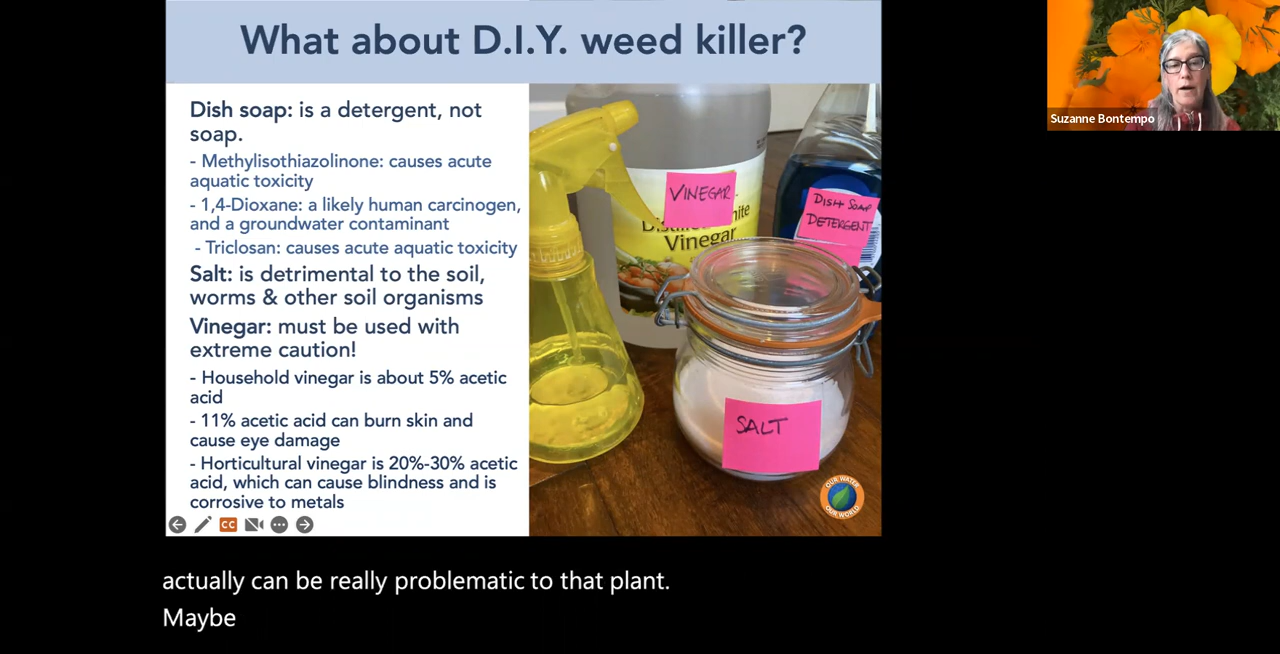 What about D.I.Y. weed killer?
Dish soap: is a detergent, not
soap.
- Methylisothiazolinone: causes acute
aquatic toxicity
- 1,4-Dioxane: a likely human carcinogen,
and a groundwater contaminant
- Triclosan: causes acute aquatic toxicity
Salt: is detrimental to the soil,
worms & other soil organisms
Vinegar: must be used with
extreme caution!
- Household vinegar is about 5% acetic
acid
- 11% acetic acid can burn skin and
cause eye damage
- Horticultural vinegar is 20%-30% acetic
acid, which can cause blindness and is
corrosive to metals
CC
VINEGAR
Vinegar
DISH SOAP
DETERGENT
SALT
OUR WATER
OUR WORLD
Suzanne Bontempo
actually can be really problematic to that plant.
Maybe